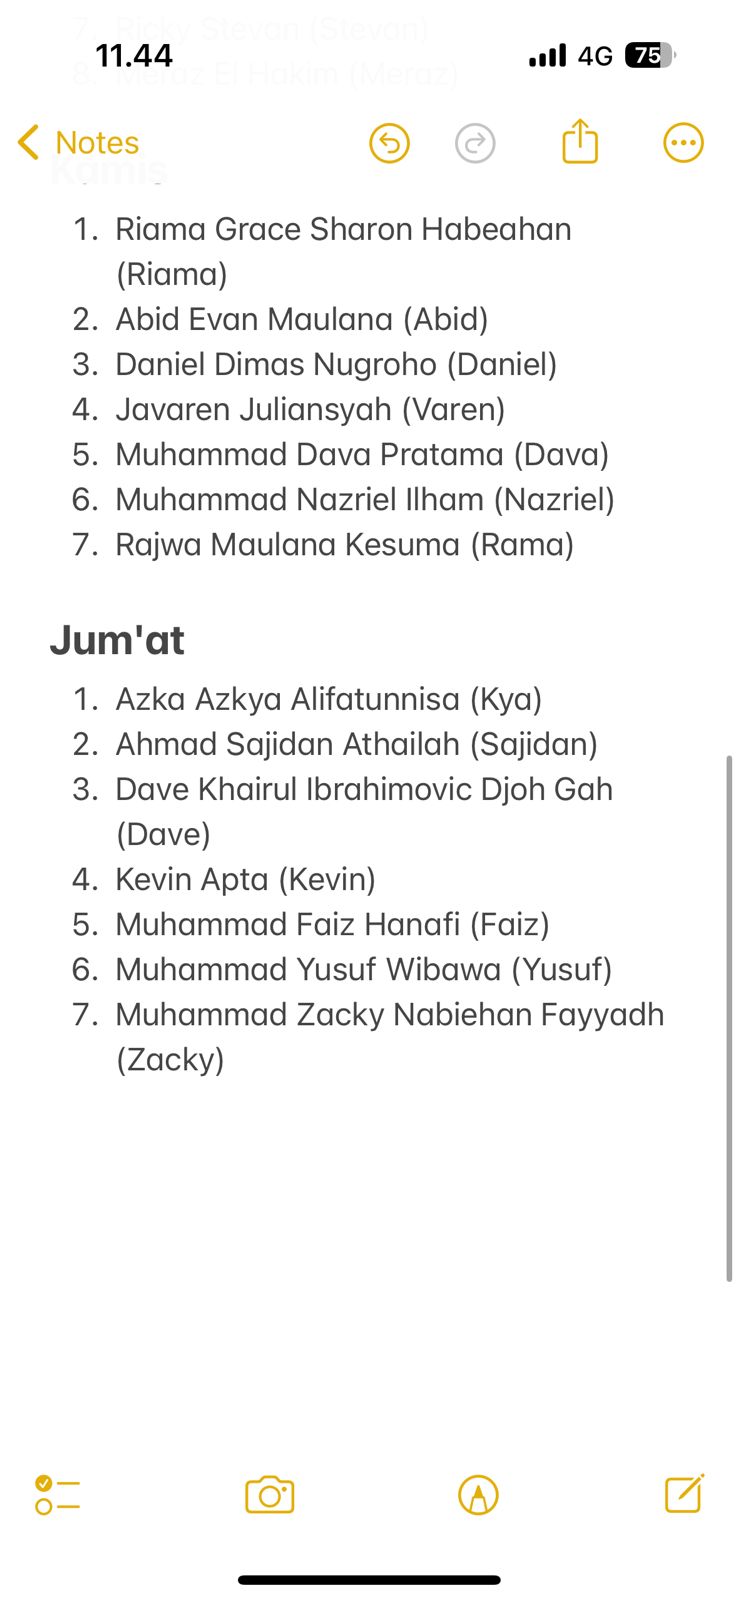 7. Ricky Stevan (Stevan)
11.44
4G
75
8. Meraz El Hakim (Meraz)
Notes
Kamis
1. Riama Grace Sharon Habeahan
(Riama)
2. Abid Evan Maulana (Abid)
3. Daniel Dimas Nugroho (Daniel)
4. Javaren Juliansyah (Varen)
5. Muhammad Dava Pratama (Dava)
6. Muhammad Nazriel Ilham (Nazriel)
7. Rajwa Maulana Kesuma (Rama)
Jum'at
1. Azka Azkya Alifatunnisa (Kya)
2. Ahmad Sajidan Athailah (Sajidan)
3. Dave Khairul Ibrahimovic Djoh Gah
(Dave)
4. Kevin Apta (Kevin)
5. Muhammad Faiz Hanafi (Faiz)
6. Muhammad Yusuf Wibawa (Yusuf)
7. Muhammad Zacky Nabiehan Fayyadh
(Zacky)